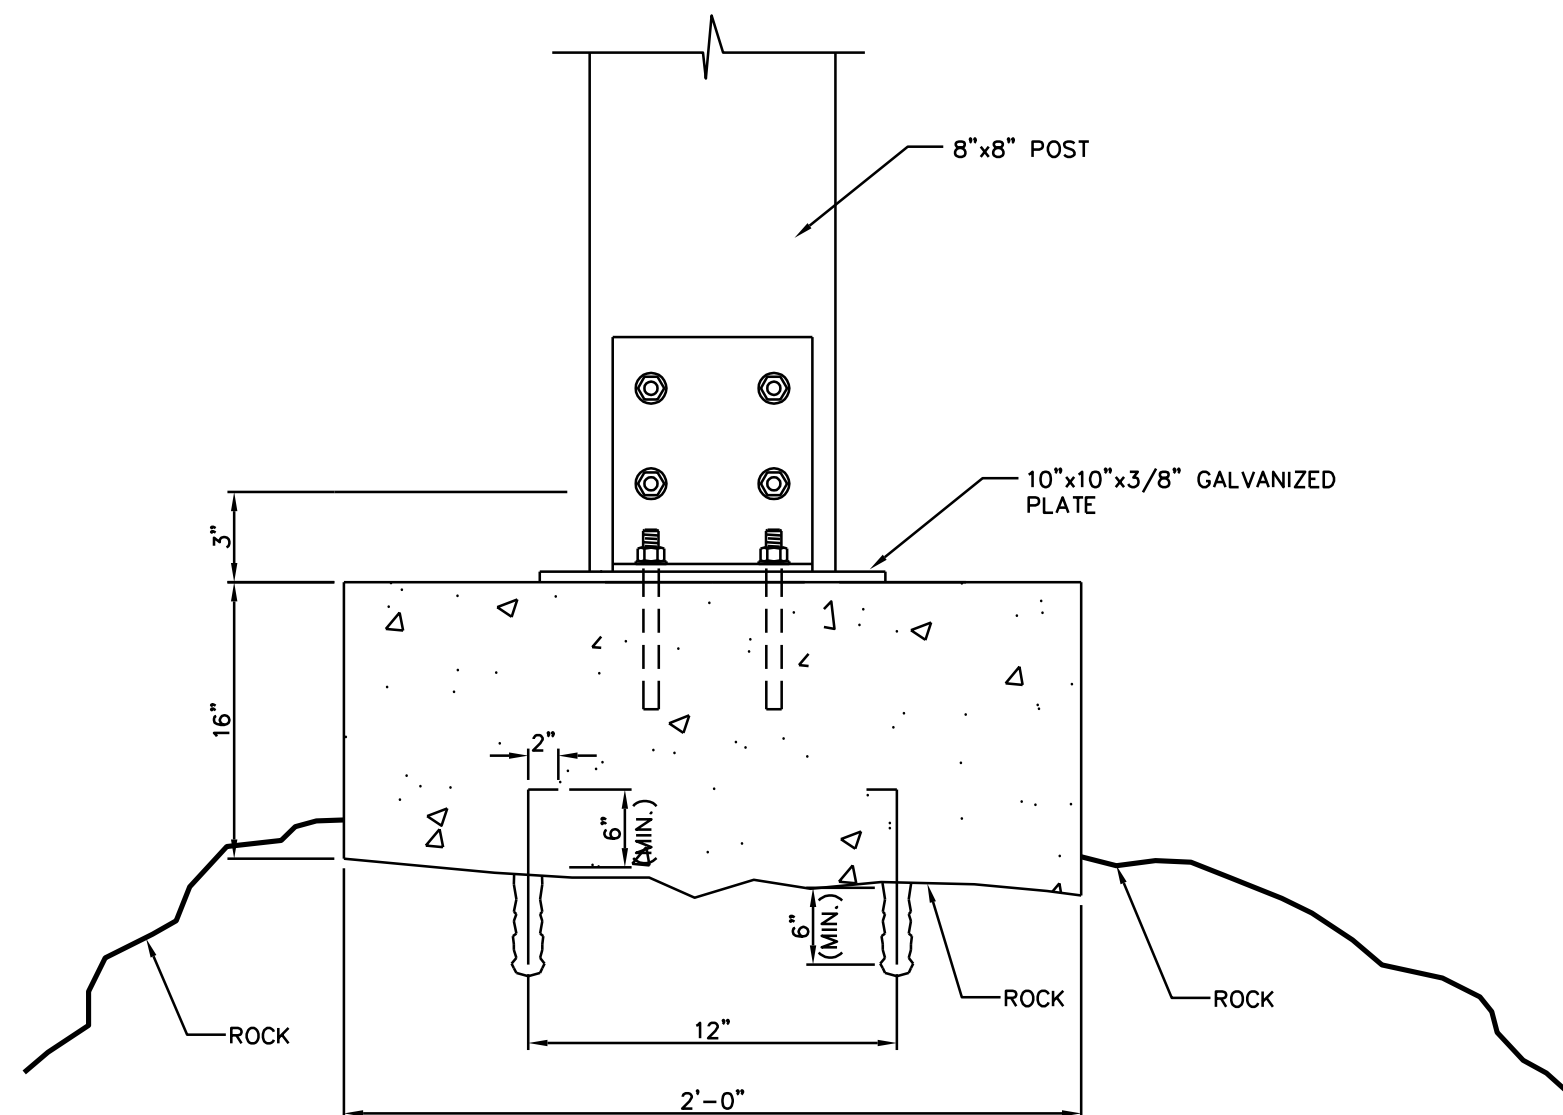 8"x8" POST
10"x10"x3/8" GALVANIZED
PLATE
3"
16"
2"
6"
(MIN.)
6"
(MIN.)
ROCK
ROCK
ROCK
12"
2'-0"